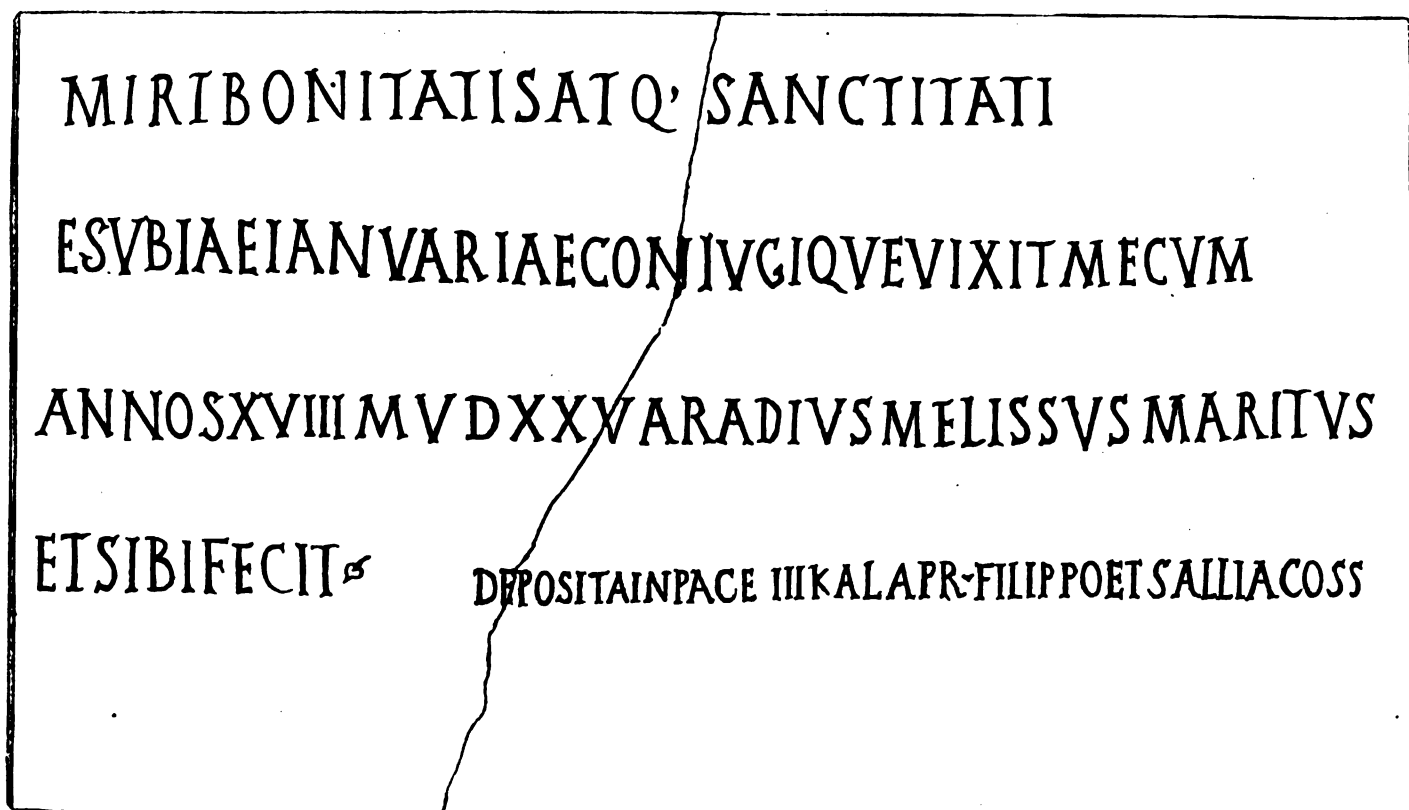 MIRIBONITATISATQ' SANCTITATI
ESVBIAEIANVARIAECONIVGIQVEVIXITMECVM
ANNOSXVIIIMVDXXVARADIVSMELISSVSMARITVS
ETSIBIFECIT DEPOSITAINPACE IIIKALAPR-FILIPPOETSALLIACOSS